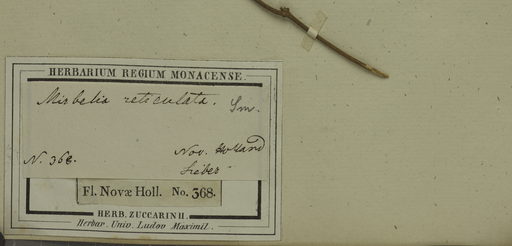 HERBARIUM REGIUM MONACENSE.
Mirbelia reticulata. Sm.
Nov. Holland
N. 368. Sieber
Fl. Novæ Holl. No. 368.
HERB. ZUCCARINII.
Herbar. Univ. Ludov. Maximil.